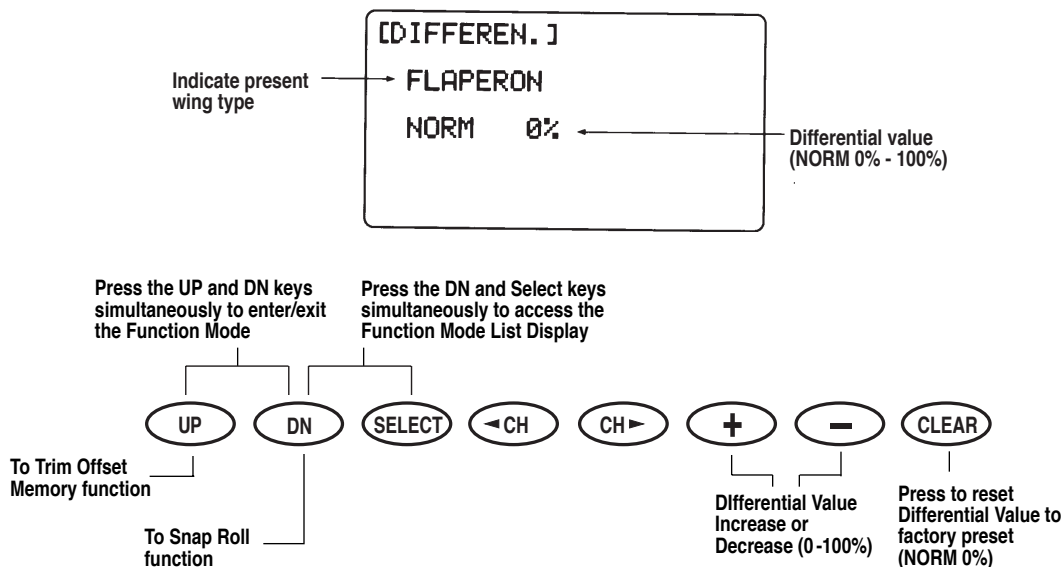 [DIFFEREN.]
Indicate present
wing type
FLAPERON
NORM 0%
Differential value
(NORM 0% - 100%)
Press the UP and DN keys
simultaneously to enter/exit
the Function Mode
Press the DN and Select keys
simultaneously to access the
Function Mode List Display
UP DN SELECT ◄CH CH► + − CLEAR
To Trim Offset
Memory function
To Snap Roll
function
DIfferential Value
Increase or
Decrease (0 -100%)
Press to reset
Differential Value to
factory preset
(NORM 0%)